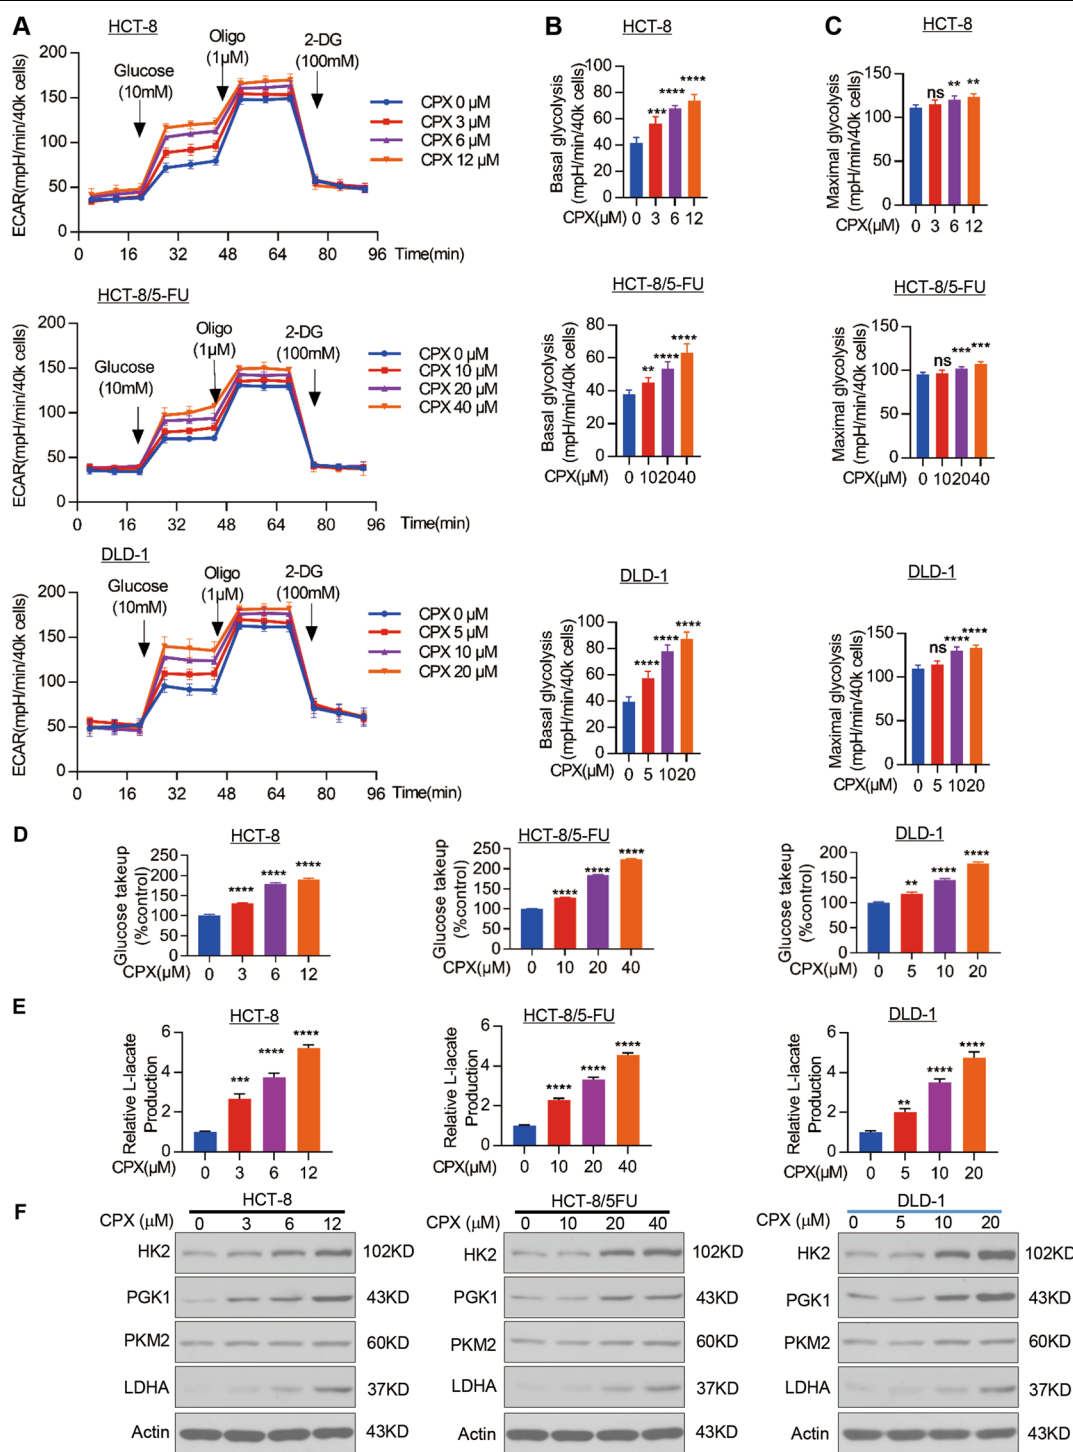 A
HCT-8
200
150
100
50
0
ECAR(mpH/min/40k cells)
Glucose
(10mM)
Oligo
(1μM)
2-DG
(100mM)
CPX 0 μM
CPX 3 μM
CPX 6 μM
CPX 12 μM
0 16 32 48 64 80 96 Time(min)
HCT-8/5-FU
200
150
100
50
0
ECAR(mpH/min/40k cells)
Glucose
(10mM)
Oligo
(1μM)
2-DG
(100mM)
CPX 0 μM
CPX 10 μM
CPX 20 μM
CPX 40 μM
0 16 32 48 64 80 96 Time(min)
DLD-1
200
150
100
50
0
ECAR(mpH/min/40k cells)
Glucose
(10mM)
Oligo
(1μM)
2-DG
(100mM)
CPX 0 μM
CPX 5 μM
CPX 10 μM
CPX 20 μM
0 16 32 48 64 80 96 Time(min)
B
HCT-8
Basal glycolysis
(mpH/min/40k cells)
100
80
60
40
20
0
*** **** ****
CPX(μM) 0 3 6 12
HCT-8/5-FU
Basal glycolysis
(mpH/min/40k cells)
80
60
40
20
0
** **** ****
CPX(μM) 0 10 20 40
DLD-1
Basal glycolysis
(mpH/min/40k cells)
100
80
60
40
20
0
**** **** ****
CPX(μM) 0 5 10 20
C
HCT-8
Maximal glycolysis
(mpH/min/40k cells)
150
100
50
0
ns ** **
CPX(μM) 0 3 6 12
HCT-8/5-FU
Maximal glycolysis
(mpH/min/40k cells)
150
100
50
0
ns *** ***
CPX(μM) 0 10 20 40
DLD-1
Maximal glycolysis
(mpH/min/40k cells)
150
100
50
0
ns **** ****
CPX(μM) 0 5 10 20
D
HCT-8
Glucose takeup
(%control)
250
200
150
100
50
0
**** **** ****
CPX(μM) 0 3 6 12
HCT-8/5-FU
Glucose takeup
(%control)
250
200
150
100
50
0
**** **** ****
CPX(μM) 0 10 20 40
DLD-1
Glucose takeup
(%control)
200
150
100
50
0
** **** ****
CPX(μM) 0 5 10 20
E
HCT-8
Relative L-lacate
Production
6
4
2
0
*** **** ****
CPX(μM) 0 3 6 12
HCT-8/5-FU
Relative L-lacate
Production
6
4
2
0
**** **** ****
CPX(μM) 0 10 20 40
DLD-1
Relative L-lacate
Production
6
4
2
0
** **** ****
CPX(μM) 0 5 10 20
F
HCT-8
CPX (μM) 0 3 6 12
HK2 102KD
PGK1 43KD
PKM2 60KD
LDHA 37KD
Actin 43KD
HCT-8/5FU
CPX (μM) 0 10 20 40
HK2 102KD
PGK1 43KD
PKM2 60KD
LDHA 37KD
Actin 43KD
DLD-1
CPX (μM) 0 5 10 20
HK2 102KD
PGK1 43KD
PKM2 60KD
LDHA 37KD
Actin 43KD